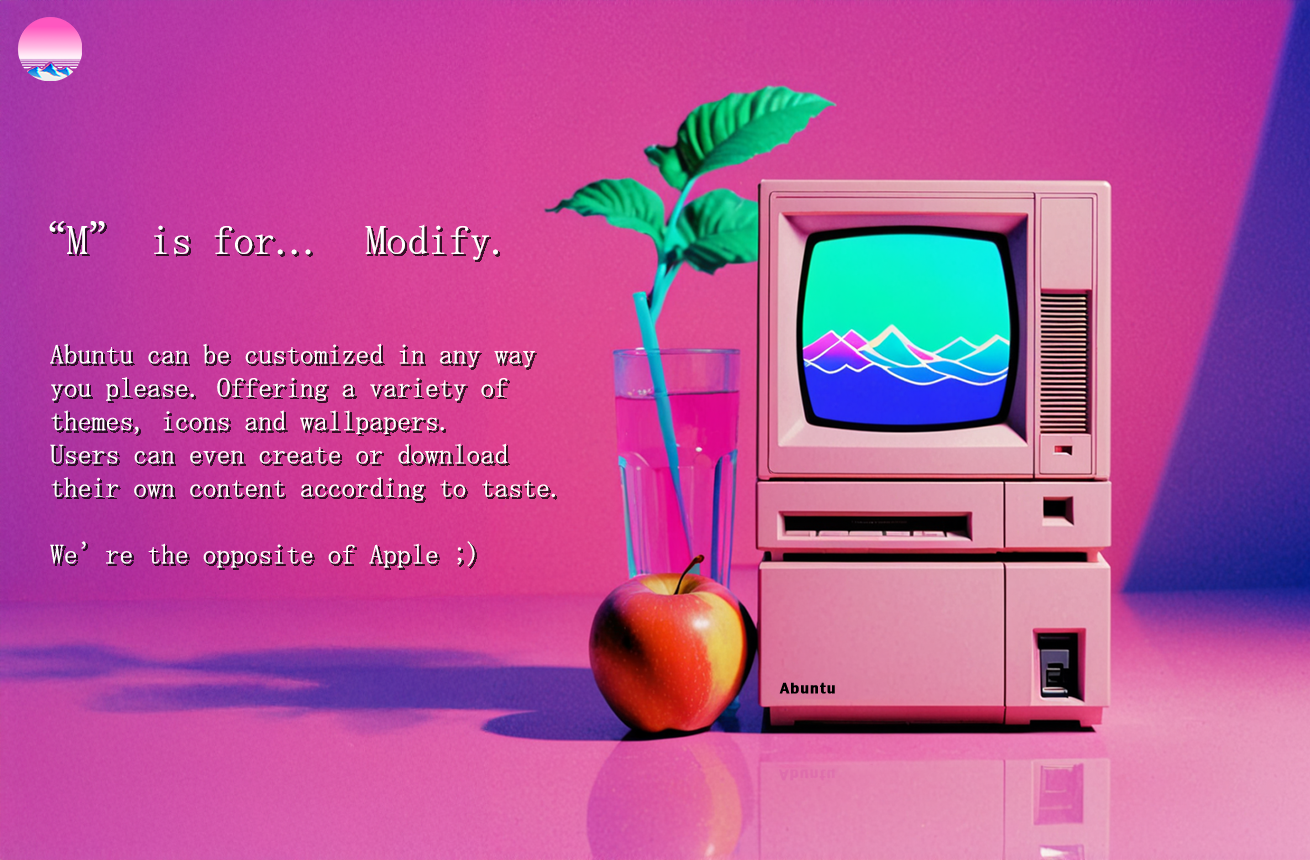 “M” is for... Modify.
Abuntu can be customized in any way
you please. Offering a variety of
themes, icons and wallpapers.
Users can even create or download
their own content according to taste.
We’re the opposite of Apple ;)
Abuntu